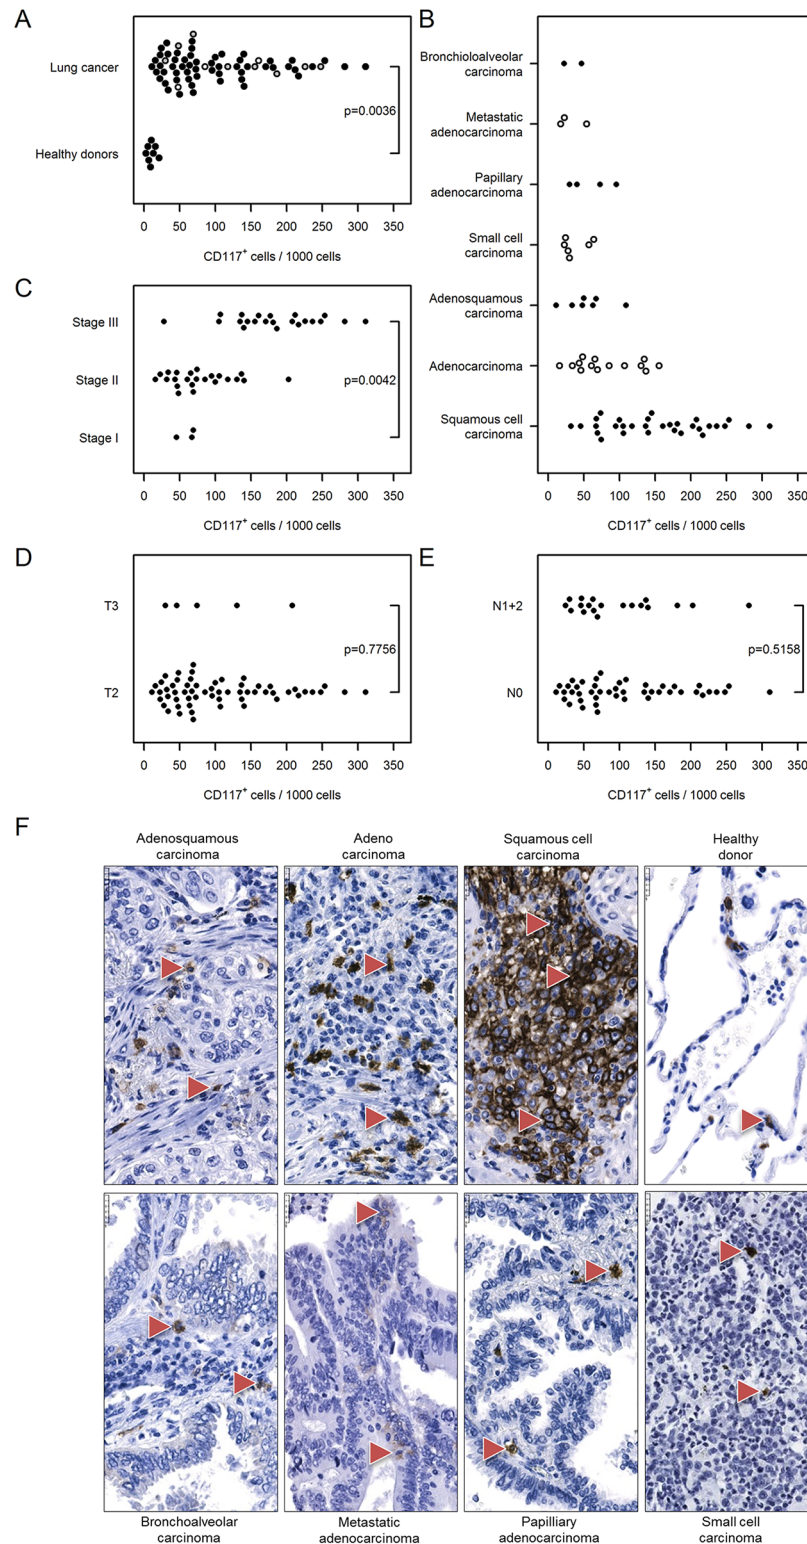 A
Lung cancer
Healthy donors
p=0.0036
0 50 100 150 200 250 300 350
CD117+ cells / 1000 cells
B
Bronchioloalveolar
carcinoma
Metastatic
adenocarcinoma
Papillary
adenocarcinoma
Small cell
carcinoma
Adenosquamous
carcinoma
Adenocarcinoma
Squamous cell
carcinoma
0 50 100 150 200 250 300 350
CD117+ cells / 1000 cells
C
Stage III
Stage II
Stage I
p=0.0042
0 50 100 150 200 250 300 350
CD117+ cells / 1000 cells
D
T3
T2
p=0.7756
0 50 100 150 200 250 300 350
CD117+ cells / 1000 cells
E
N1+2
N0
p=0.5158
0 50 100 150 200 250 300 350
CD117+ cells / 1000 cells
F
Adenosquamous
carcinoma
Adeno
carcinoma
Squamous cell
carcinoma
Healthy
donor
Bronchoalveolar
carcinoma
Metastatic
adenocarcinoma
Papilliary
adenocarcinoma
Small cell
carcinoma